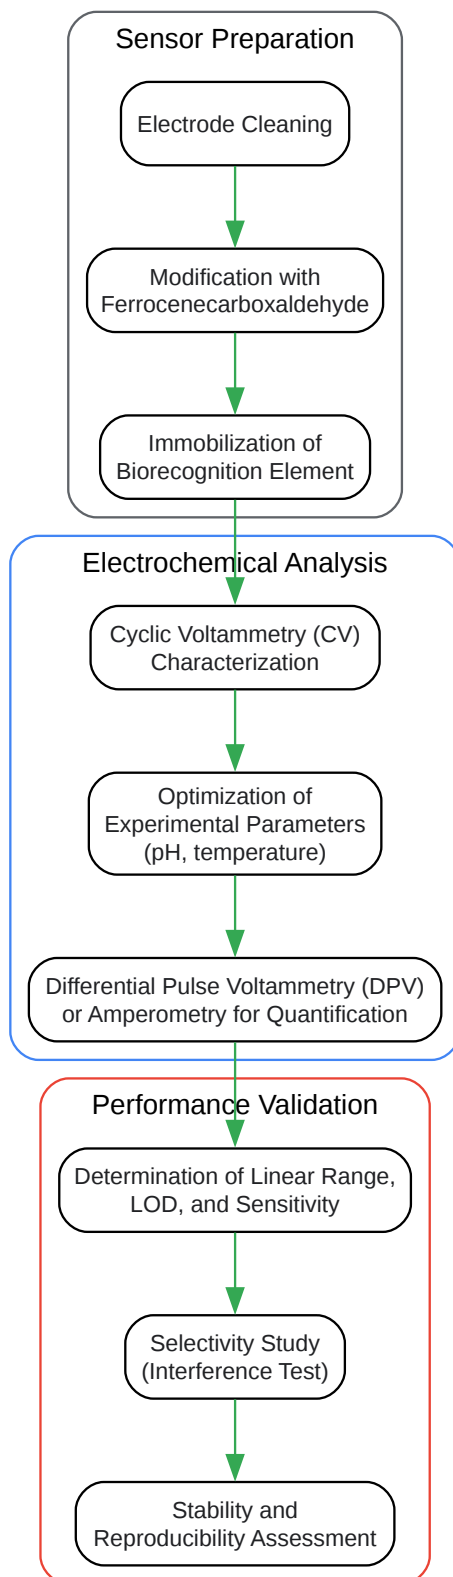 Sensor Preparation
Electrode Cleaning
Modification with
Ferrocenecarboxaldehyde
Immobilization of
Biorecognition Element
Electrochemical Analysis
Cyclic Voltammetry (CV)
Characterization
Optimization of
Experimental Parameters
(pH, temperature)
Differential Pulse Voltammetry (DPV)
or Amperometry for Quantification
Performance Validation
Determination of Linear Range,
LOD, and Sensitivity
Selectivity Study
(Interference Test)
Stability and
Reproducibility Assessment